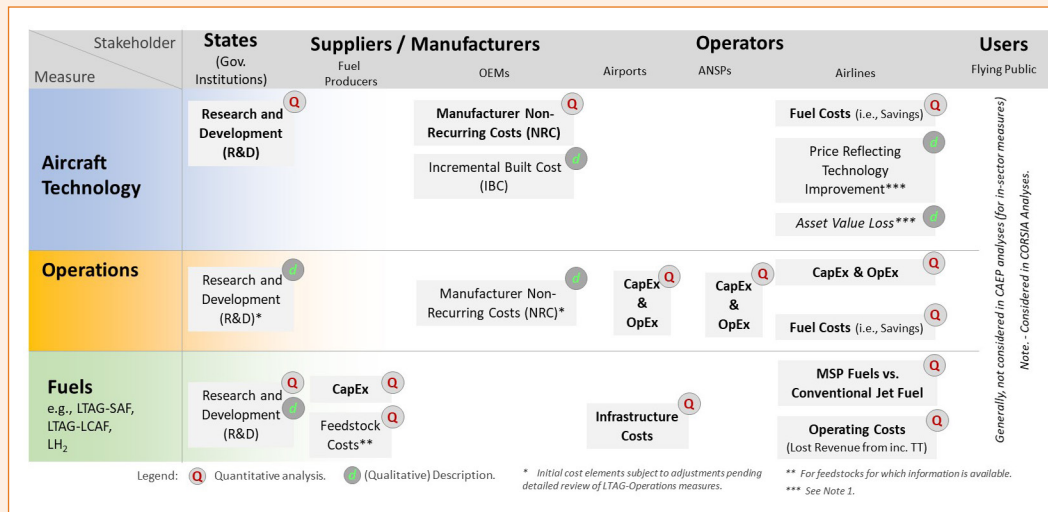 Stakeholder
Measure
States
(Gov.
Institutions)
Suppliers / Manufacturers
Fuel
Producers
OEMs
Operators
Airports
ANSPs
Airlines
Users
Flying Public
Aircraft
Technology
Research and
Development
(R&D)
Q
Manufacturer Non-
Recurring Costs (NRC)
Q
Incremental Built Cost
(IBC)
d
Fuel Costs (i.e., Savings)
Q
Price Reflecting
Technology
Improvement***
d
Asset Value Loss***
d
Operations
Research and
Development
(R&D)*
d
Manufacturer Non-
Recurring Costs (NRC)*
d
CapEx
&
OpEx
Q
CapEx
&
OpEx
Q
CapEx & OpEx
Q
Fuel Costs (i.e., Savings)
Q
Fuels
e.g., LTAG-SAF,
LTAG-LCAF,
LH2
Research and
Development
(R&D)
Q
d
CapEx
Q
Feedstock
Costs**
Q
Infrastructure
Costs
Q
MSP Fuels vs.
Conventional Jet Fuel
Q
Operating Costs
(Lost Revenue from inc. TT)
Q
Generally, not considered in CAEP analyses (for in-sector measures)
Note. - Considered in CORSIA Analyses.
Legend: Q Quantitative analysis. d (Qualitative) Description.
* Initial cost elements subject to adjustments pending
detailed review of LTAG-Operations measures.
** For feedstocks for which information is available.
*** See Note 1.